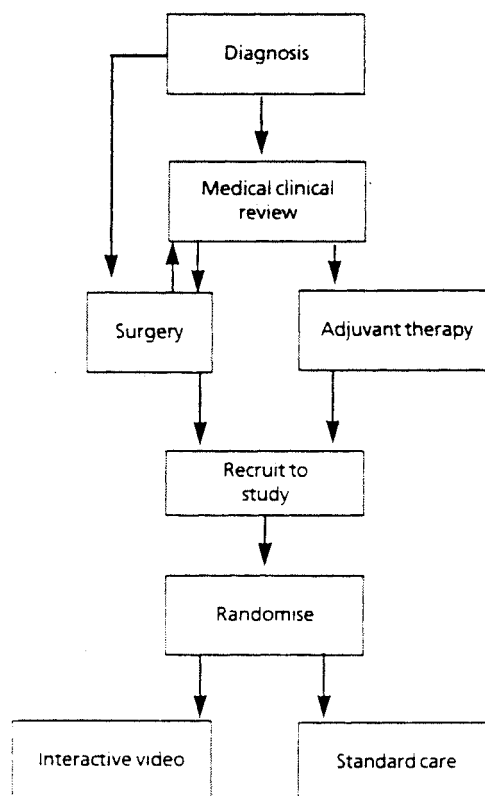 Diagnosis
Medical clinical
review
Surgery
Adjuvant therapy
Recruit to
study
Randomise
Interactive video
Standard care